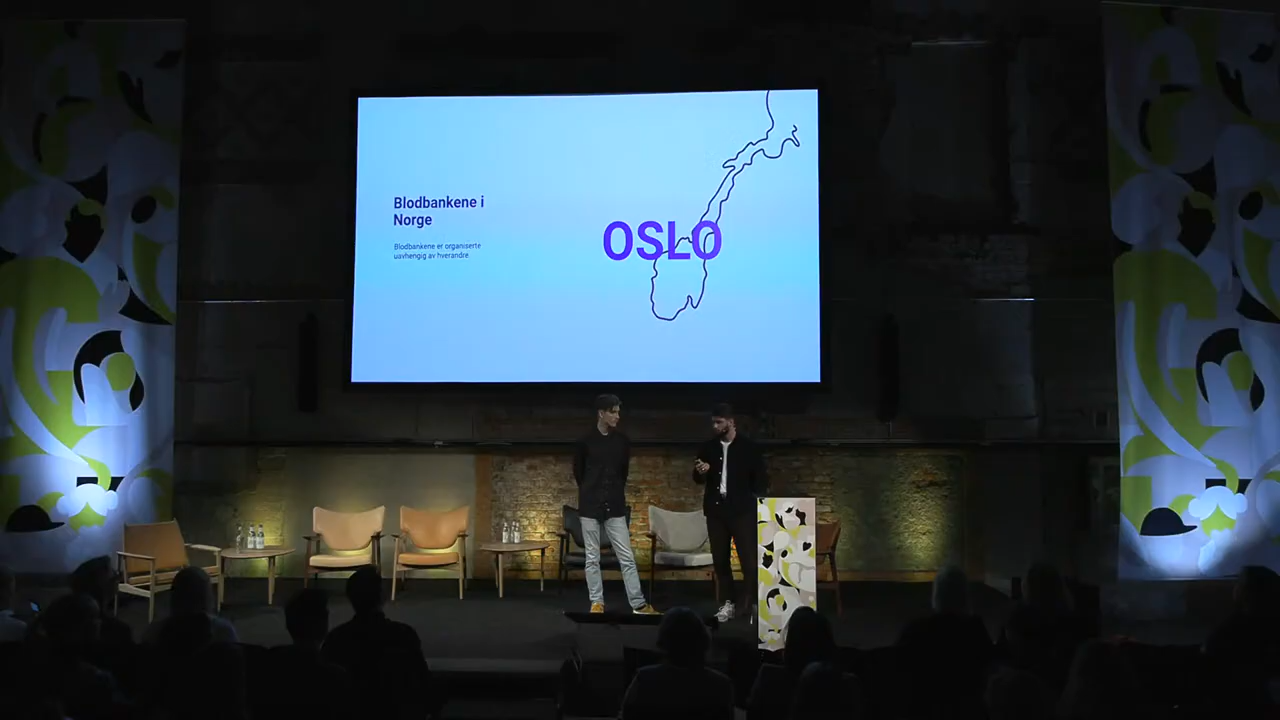 Blodbankene i
Norge
Blodbankene er organiserte
uavhengig av hverandre.
OSLO